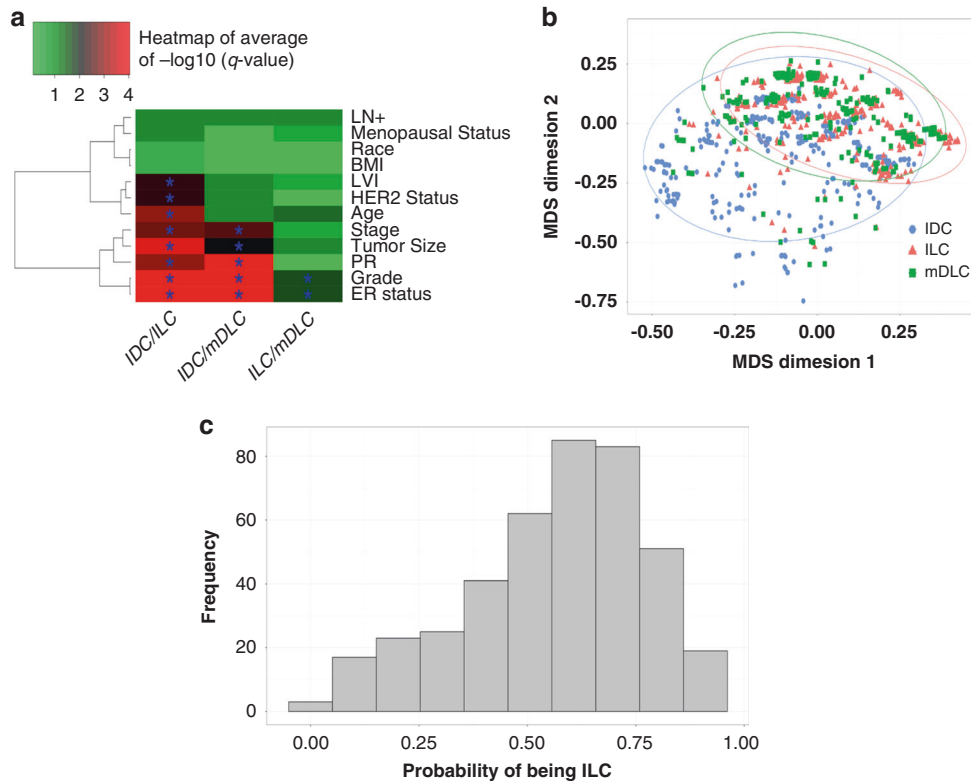 a
Heatmap of average
of –log10 (q-value)
1 2 3 4
LN+
Menopausal Status
Race
BMI
LVI
* HER2 Status
* Age
* Stage
* *
Tumor Size
* *
PR
* *
Grade
* * *
ER status
* * *
IDC/ILC
IDC/mDLC
ILC/mDLC
b
MDS dimesion 2
0.25
0.00
-0.25
-0.50
-0.75
IDC
ILC
mDLC
-0.50 -0.25 0.00 0.25
MDS dimesion 1
c
Frequency
80
60
40
20
0
0.00 0.25 0.50 0.75 1.00
Probability of being ILC